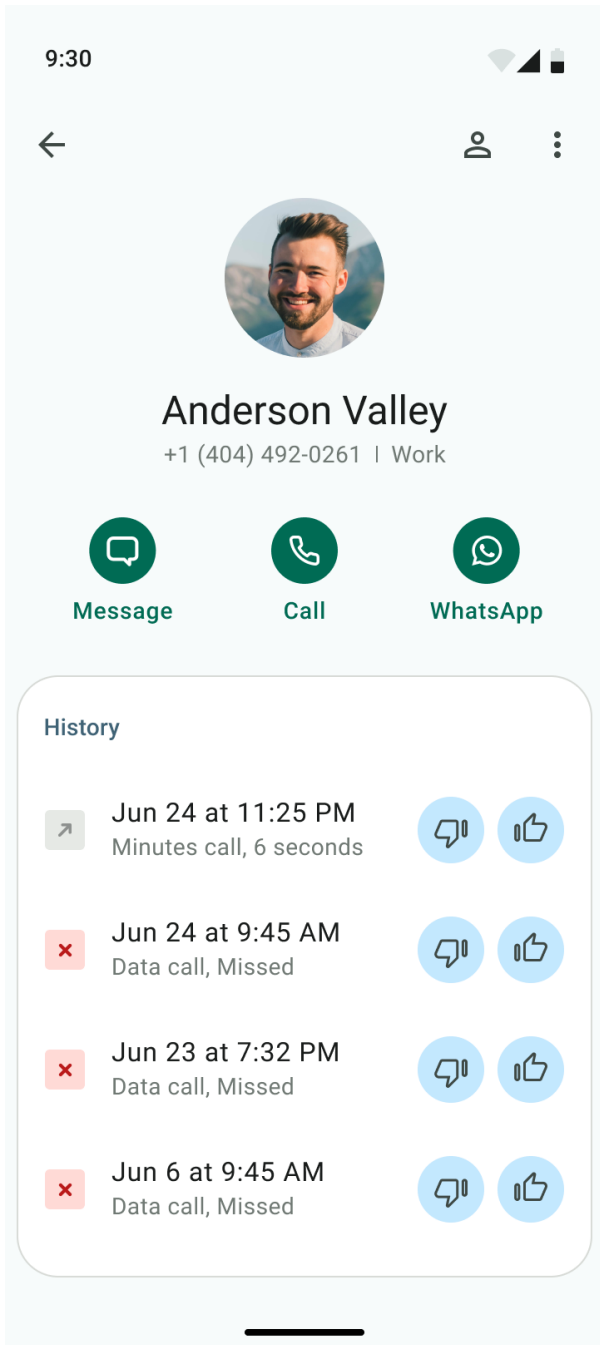 9:30
Anderson Valley
+1 (404) 492-0261 | Work
Message Call WhatsApp
History
Jun 24 at 11:25 PM
Minutes call, 6 seconds
Jun 24 at 9:45 AM
Data call, Missed
Jun 23 at 7:32 PM
Data call, Missed
Jun 6 at 9:45 AM
Data call, Missed